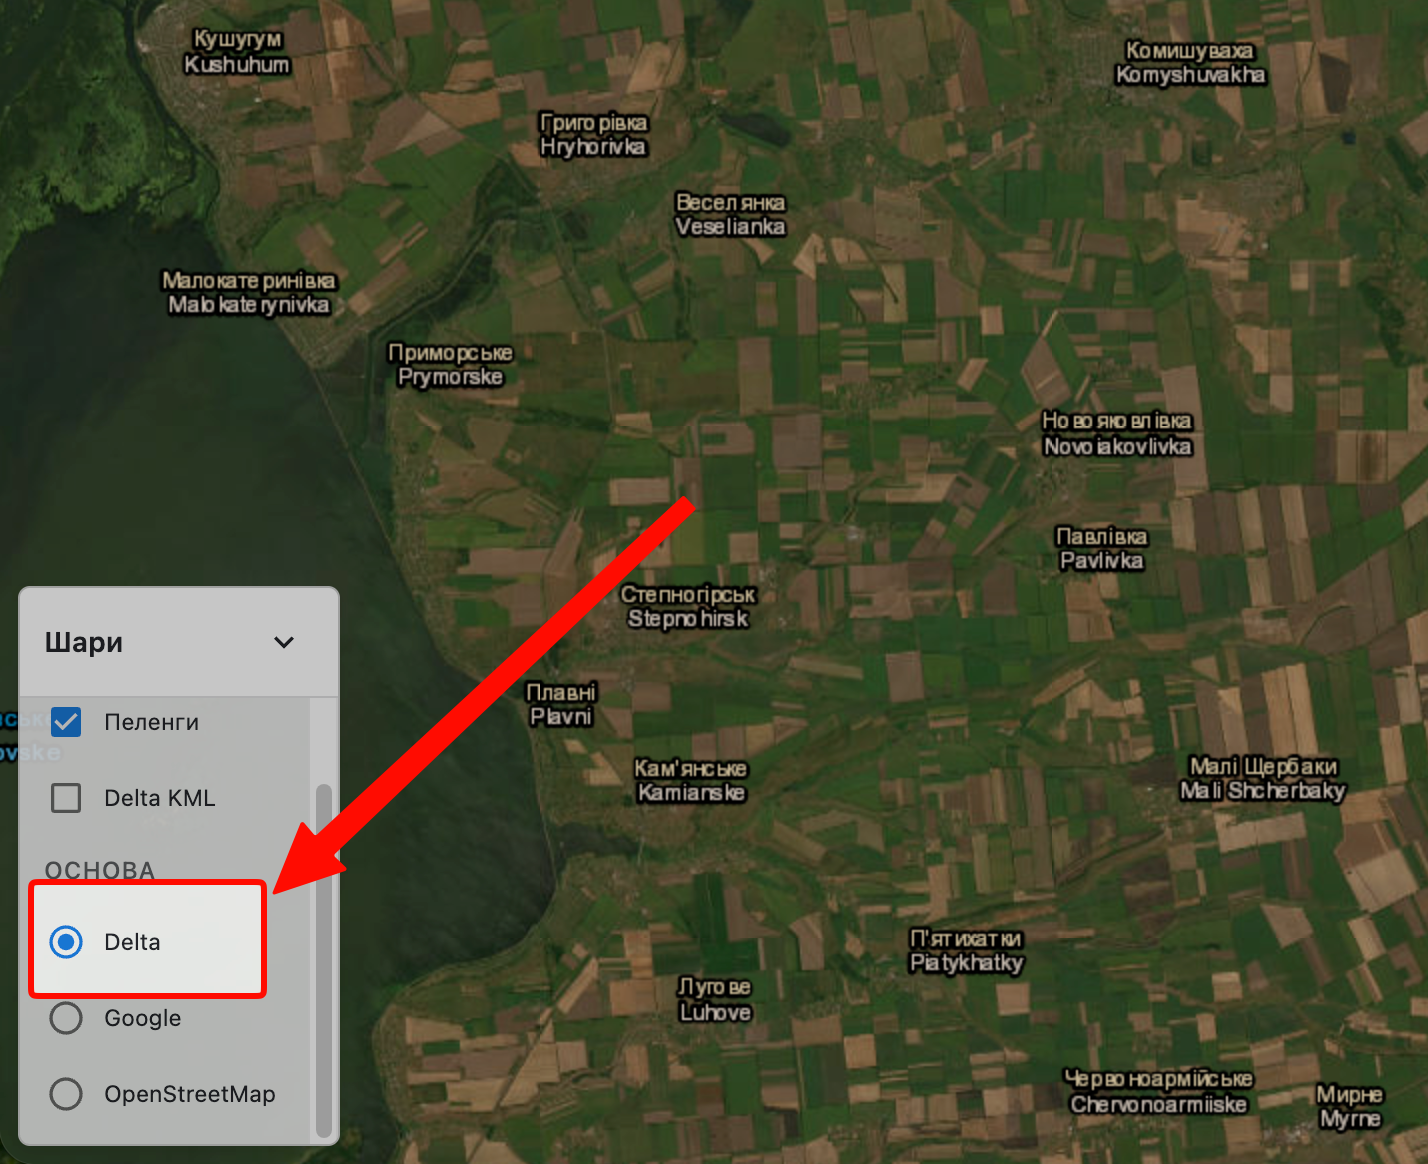 Кушугум
Kushuhum
Комишуваха
Komyshuvakha
Григорівка
Hryhorivka
Веселянка
Veselianka
Малокатеринівка
Malokaterynivka
Приморське
Prymorske
Новояковлівка
Novoiakovlivka
Павлівка
Pavlivka
Степногірськ
Stepnohirsk
Плавні
Plavni
Кам'янське
Kamianske
Малі Щербаки
Mali Shcherbaky
П'ятихатки
Piatykhatky
Лугове
Luhove
Червоноармійське
Chervonoarmiiske
Мирне
Myrne
Шари
Пеленги
Delta KML
ОСНОВА
Delta
Google
OpenStreetMap